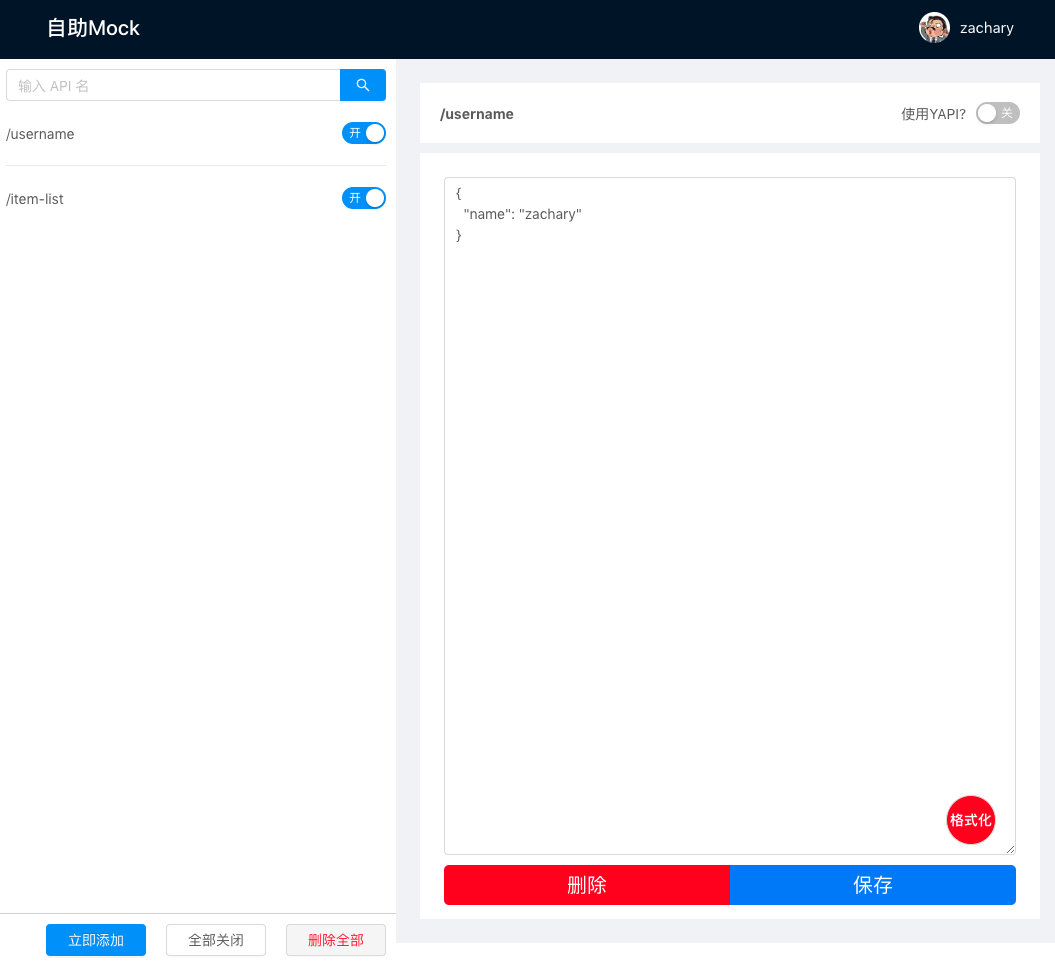 自助Mock
zachary
输入 API 名
/username
开
/item-list
开
立即添加
全部关闭
删除全部
/username
使用YAPI?
关
{
"name": "zachary"
}
格式化
删除
保存